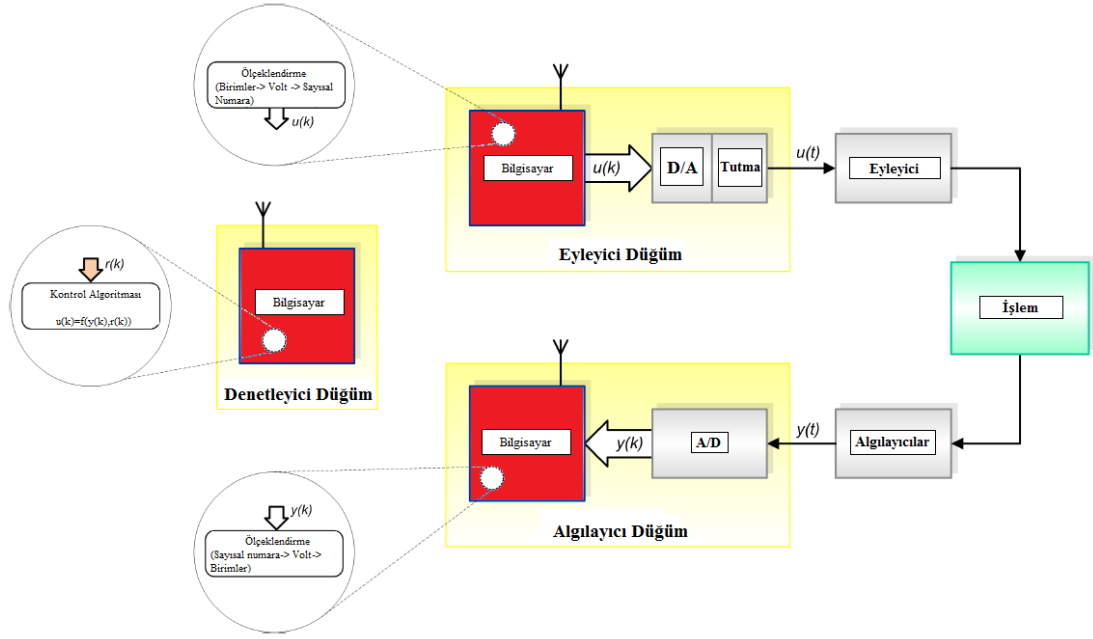 Ölçeklendirme
(Birimler-> Volt -> Sayısal
Numara)
u(k)
Bilgisayar
u(k)
D/A
Tutma
u(t)
Eyleyici
Eyleyici Düğüm
r(k)
Kontrol Algoritması
u(k)=f(y(k),r(k))
Bilgisayar
Denetleyici Düğüm
İşlem
Bilgisayar
y(k)
A/D
y(t)
Algılayıcılar
Algılayıcı Düğüm
y(k)
Ölçeklendirme
(Sayısal numara-> Volt->
Birimler)